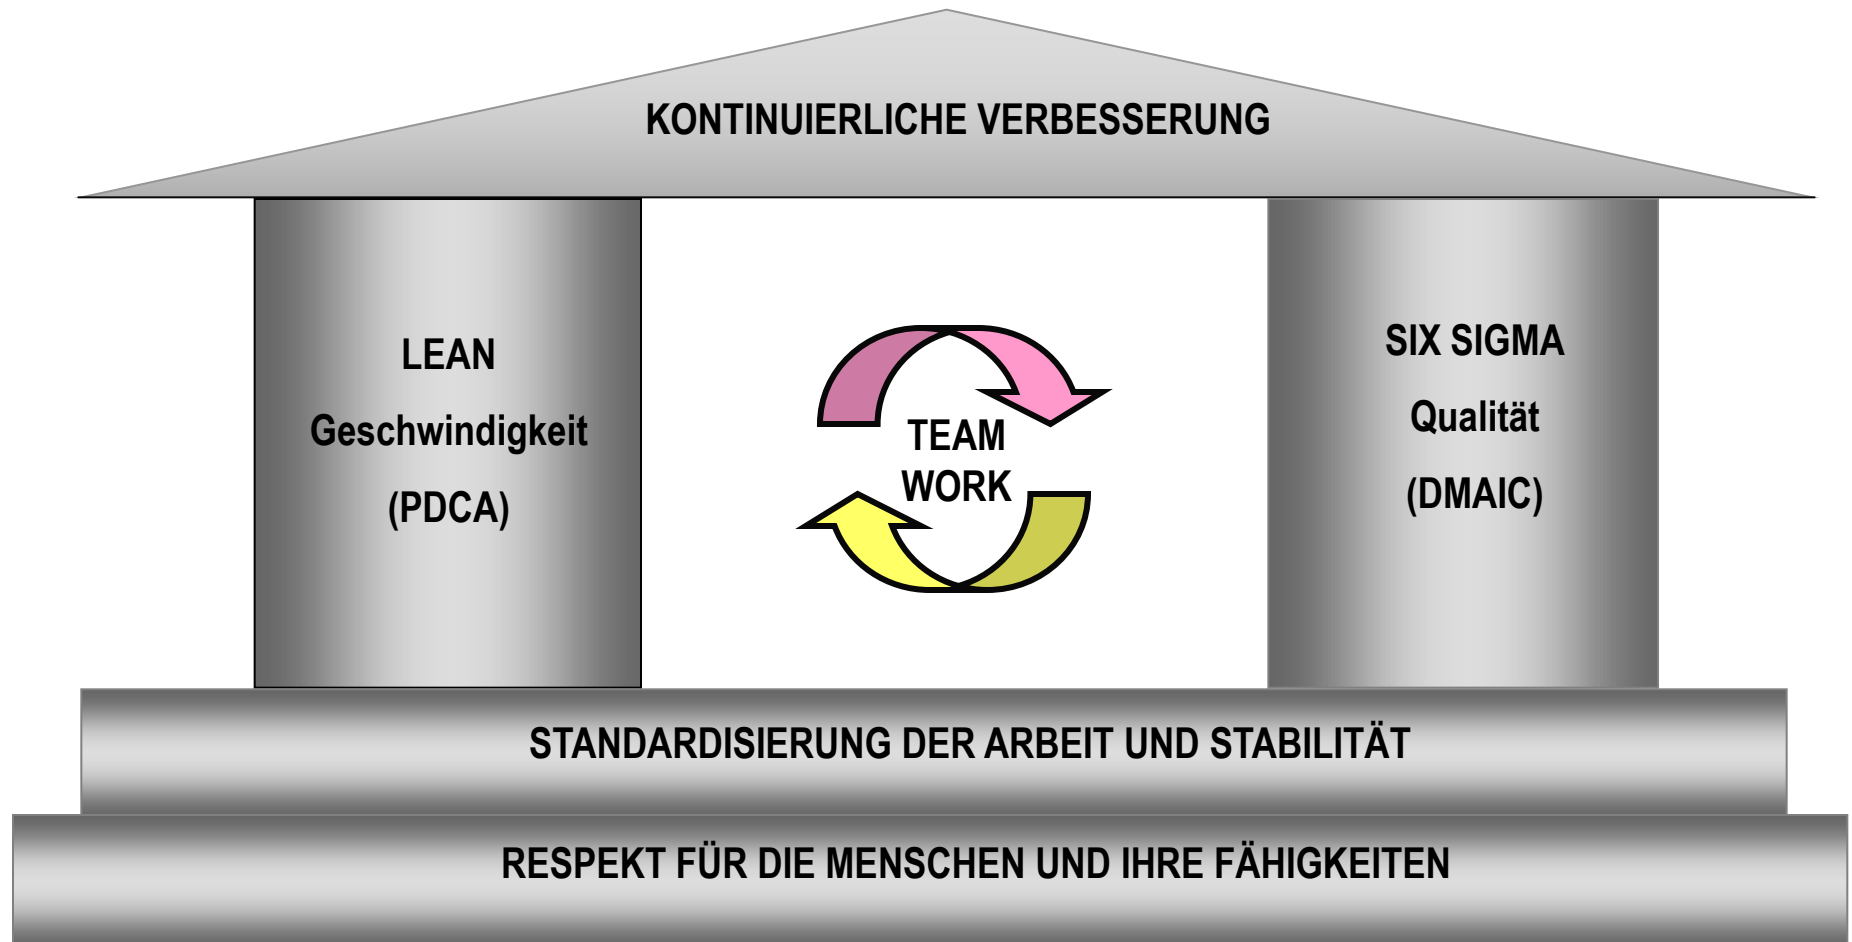 KONTINUIERLICHE VERBESSERUNG
LEAN
Geschwindigkeit
(PDCA)
TEAM
WORK
SIX SIGMA
Qualität
(DMAIC)
STANDARDISIERUNG DER ARBEIT UND STABILITÄT
RESPEKT FÜR DIE MENSCHEN UND IHRE FÄHIGKEITEN